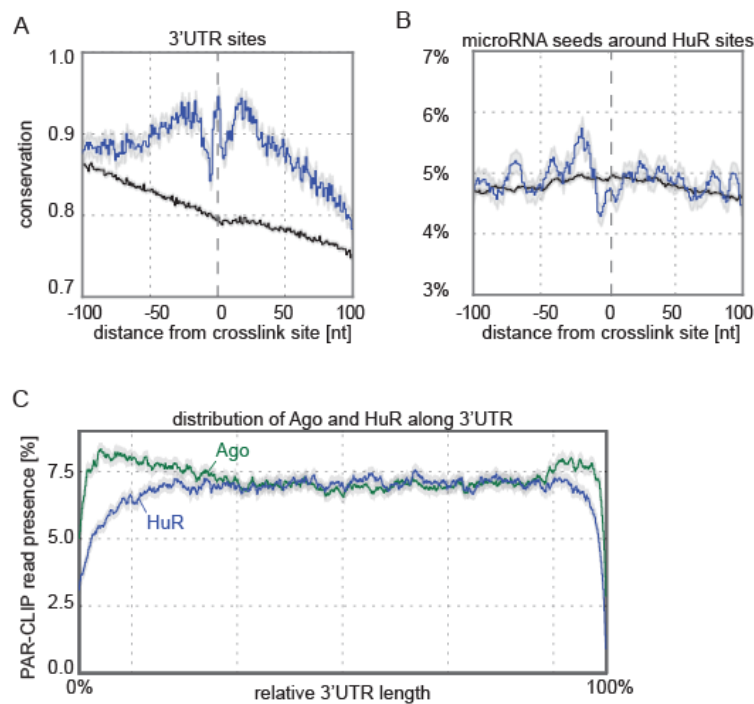 A
3'UTR sites
1.0
0.9
0.8
0.7
conservation
-100
-50
0
50
100
distance from crosslink site [nt]
B
microRNA seeds around HuR sites
7%
6%
5%
4%
3%
-100
-50
0
50
100
distance from crosslink site [nt]
C
distribution of Ago and HuR along 3'UTR
PAR-CLIP read presence [%]
7.5
5.0
2.5
0.0
Ago
HuR
0%
relative 3'UTR length
100%